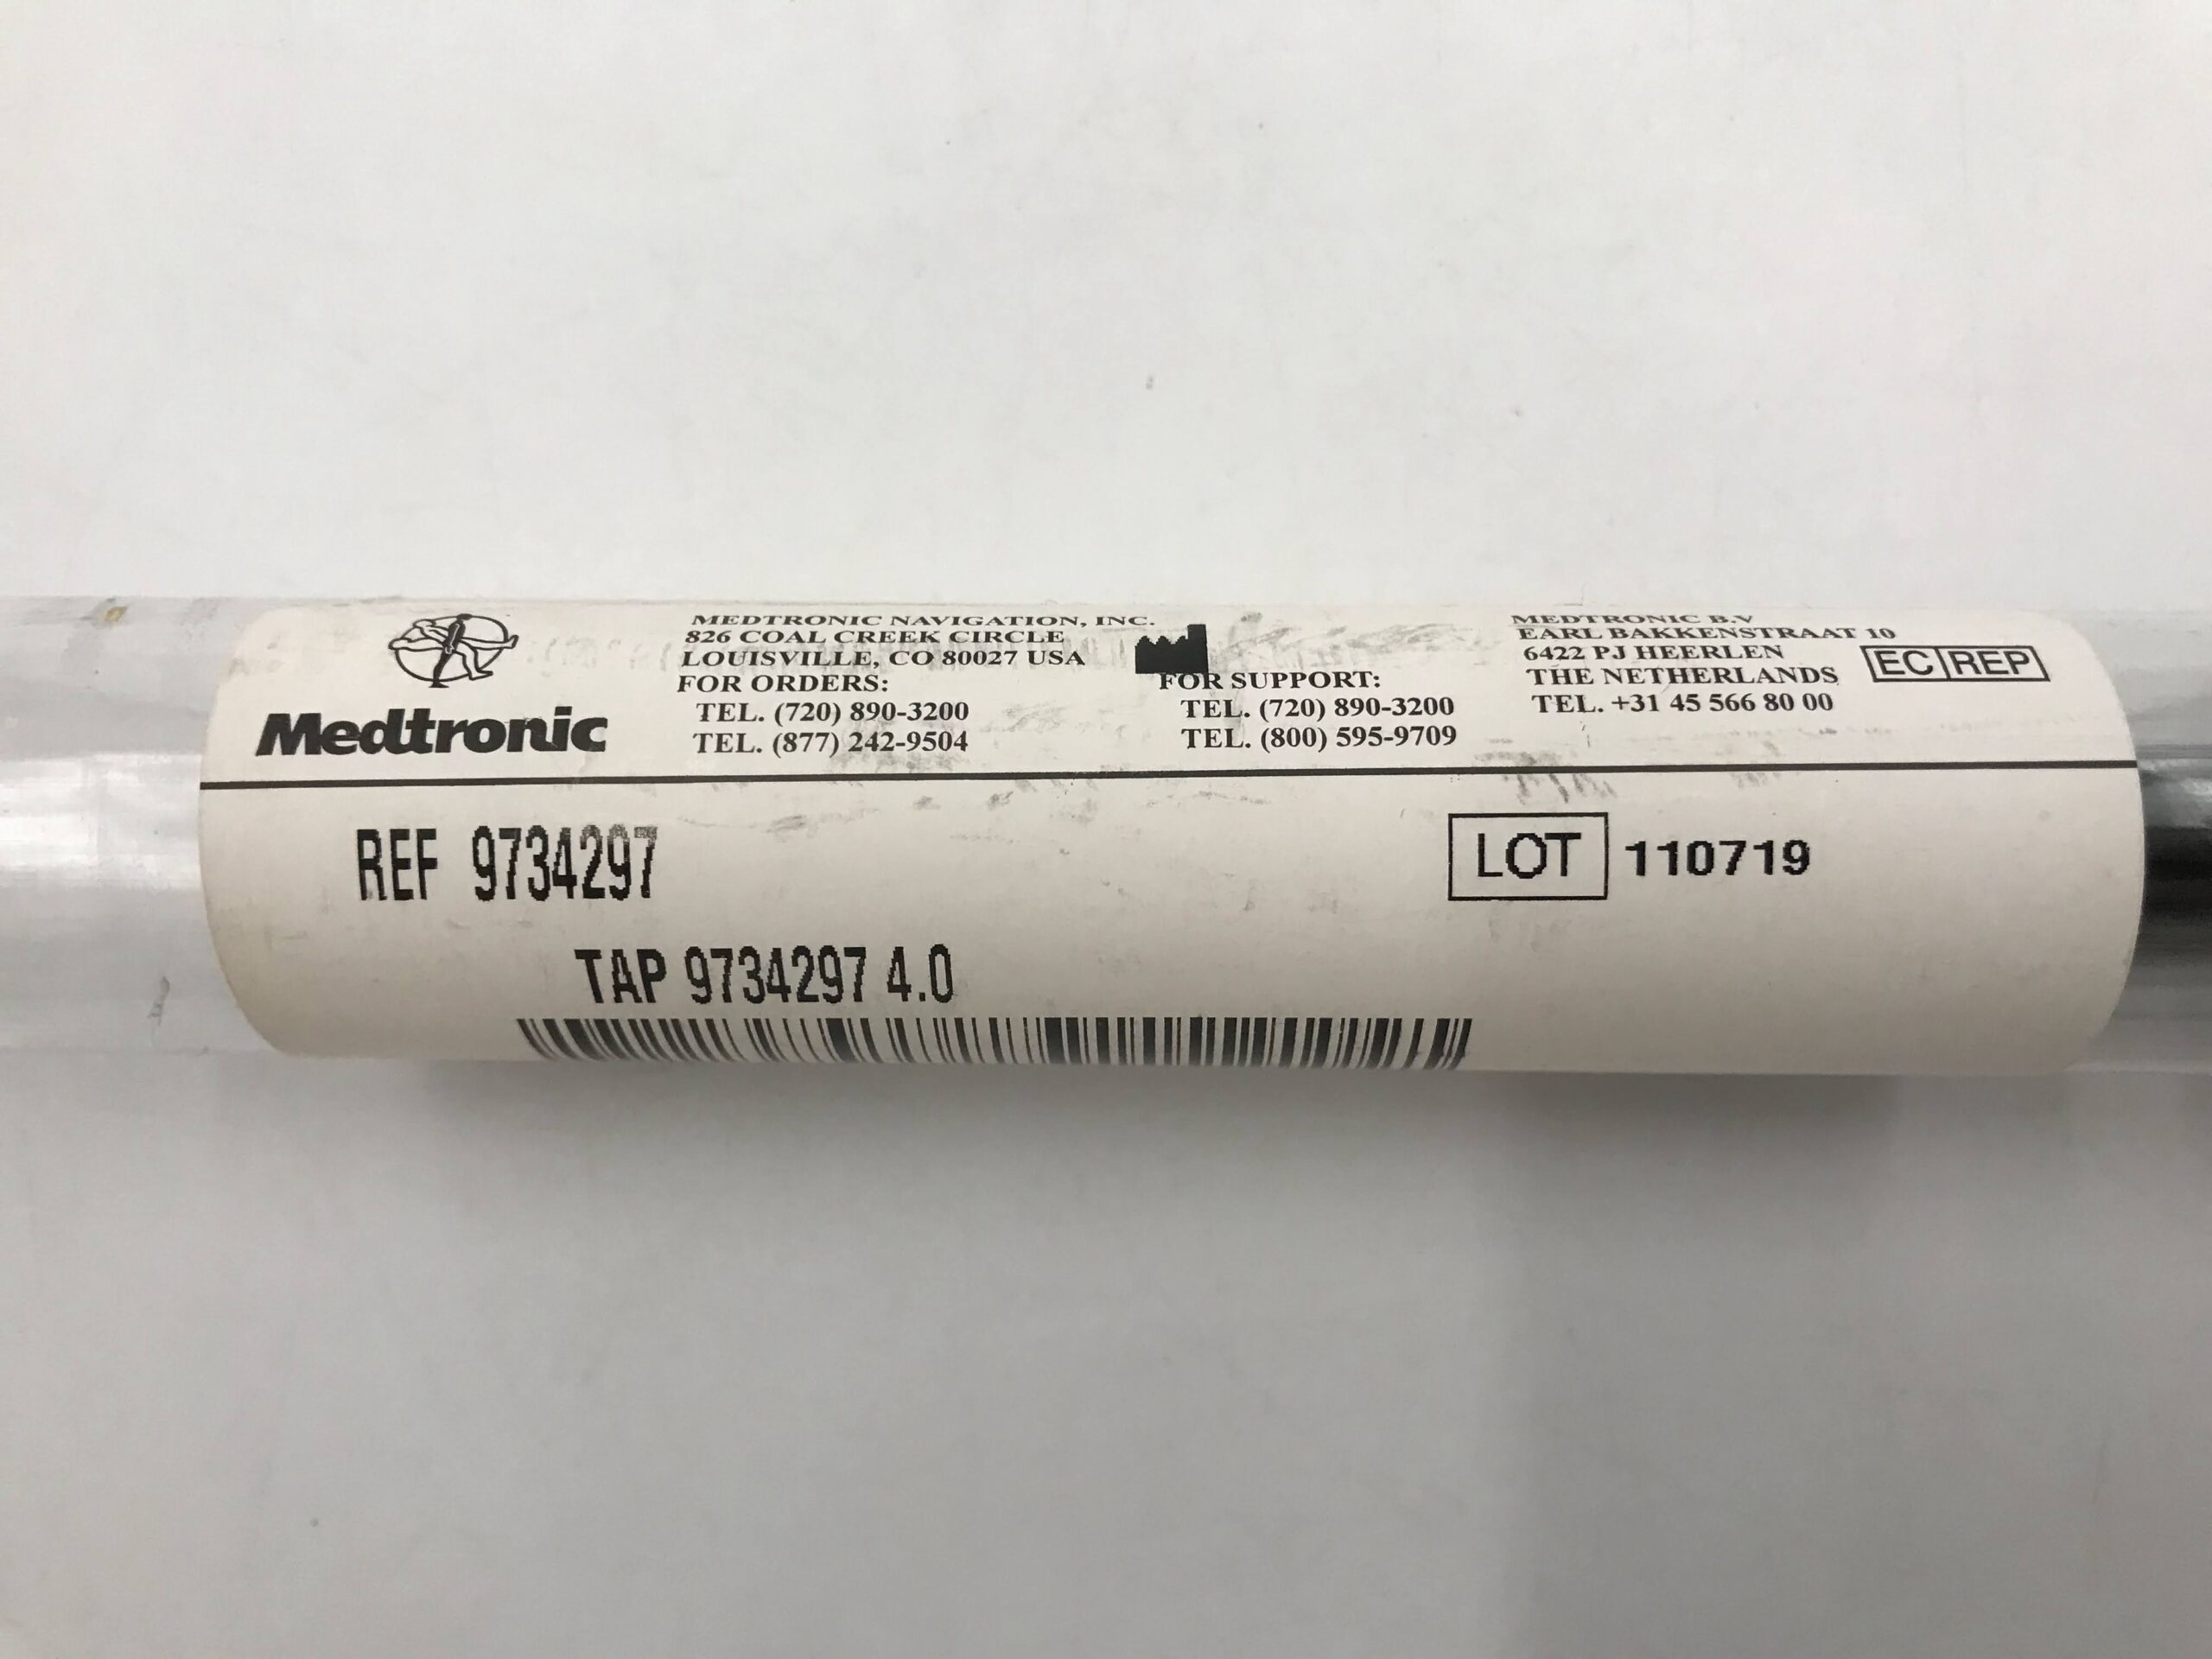 Medtronic
MEDTRONIC NAVIGATION, INC.
826 COAL CREEK CIRCLE
LOUISVILLE, CO 80027 USA
FOR ORDERS:
TEL. (720) 890-3200
TEL. (877) 242-9504
FOR SUPPORT:
TEL. (720) 890-3200
TEL. (800) 595-9709
MEDTRONIC B.V
EARL BAKKENSTRAAT 10
6422 PJ HEERLEN
THE NETHERLANDS
TEL. +31 45 566 80 00
EC REP
REF 9734297
LOT 110719
TAP 9734297 4.0